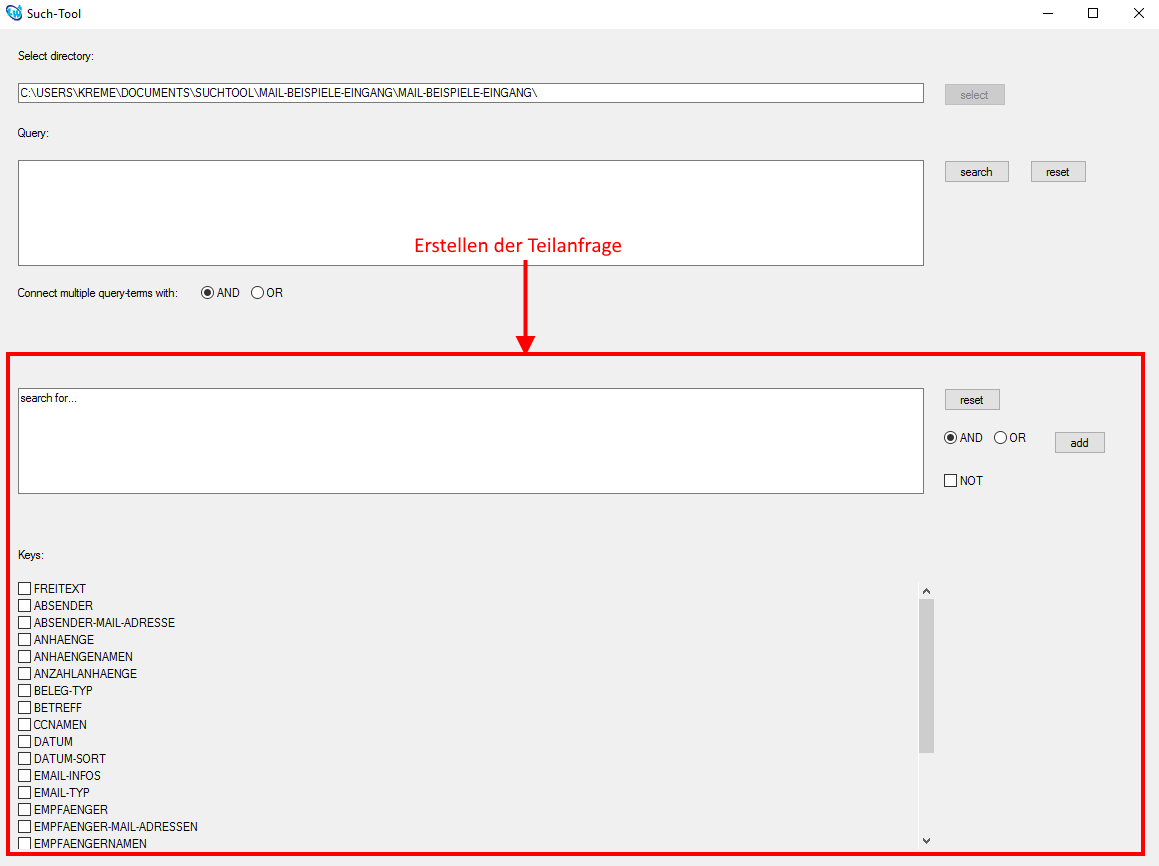 Such-Tool
Select directory:
C:\USERS\KREME\DOCUMENTS\SUCHTOOL\MAIL-BEISPIELE-EINGANG\MAIL-BEISPIELE-EINGANG\
select
Query:
search
reset
Erstellen der Teilanfrage
Connect multiple query-terms with:
AND
OR
search for...
reset
AND
OR
add
NOT
Keys:
FREITEXT
ABSENDER
ABSENDER-MAIL-ADRESSE
ANHAENGE
ANHAENGENAMEN
ANZAHLANHAENGE
BELEG-TYP
BETREFF
CCNAMEN
DATUM
DATUM-SORT
EMAIL-INFOS
EMAIL-TYP
EMPFAENGER
EMPFAENGER-MAIL-ADRESSEN
EMPFAENGERNAMEN